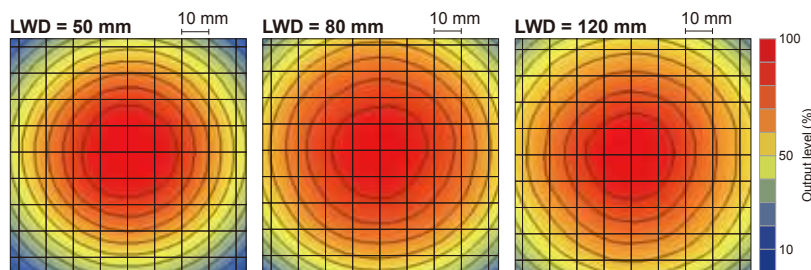 LWD = 50 mm
10 mm
LWD = 80 mm
10 mm
LWD = 120 mm
10 mm
100
50
10
Output level (%)